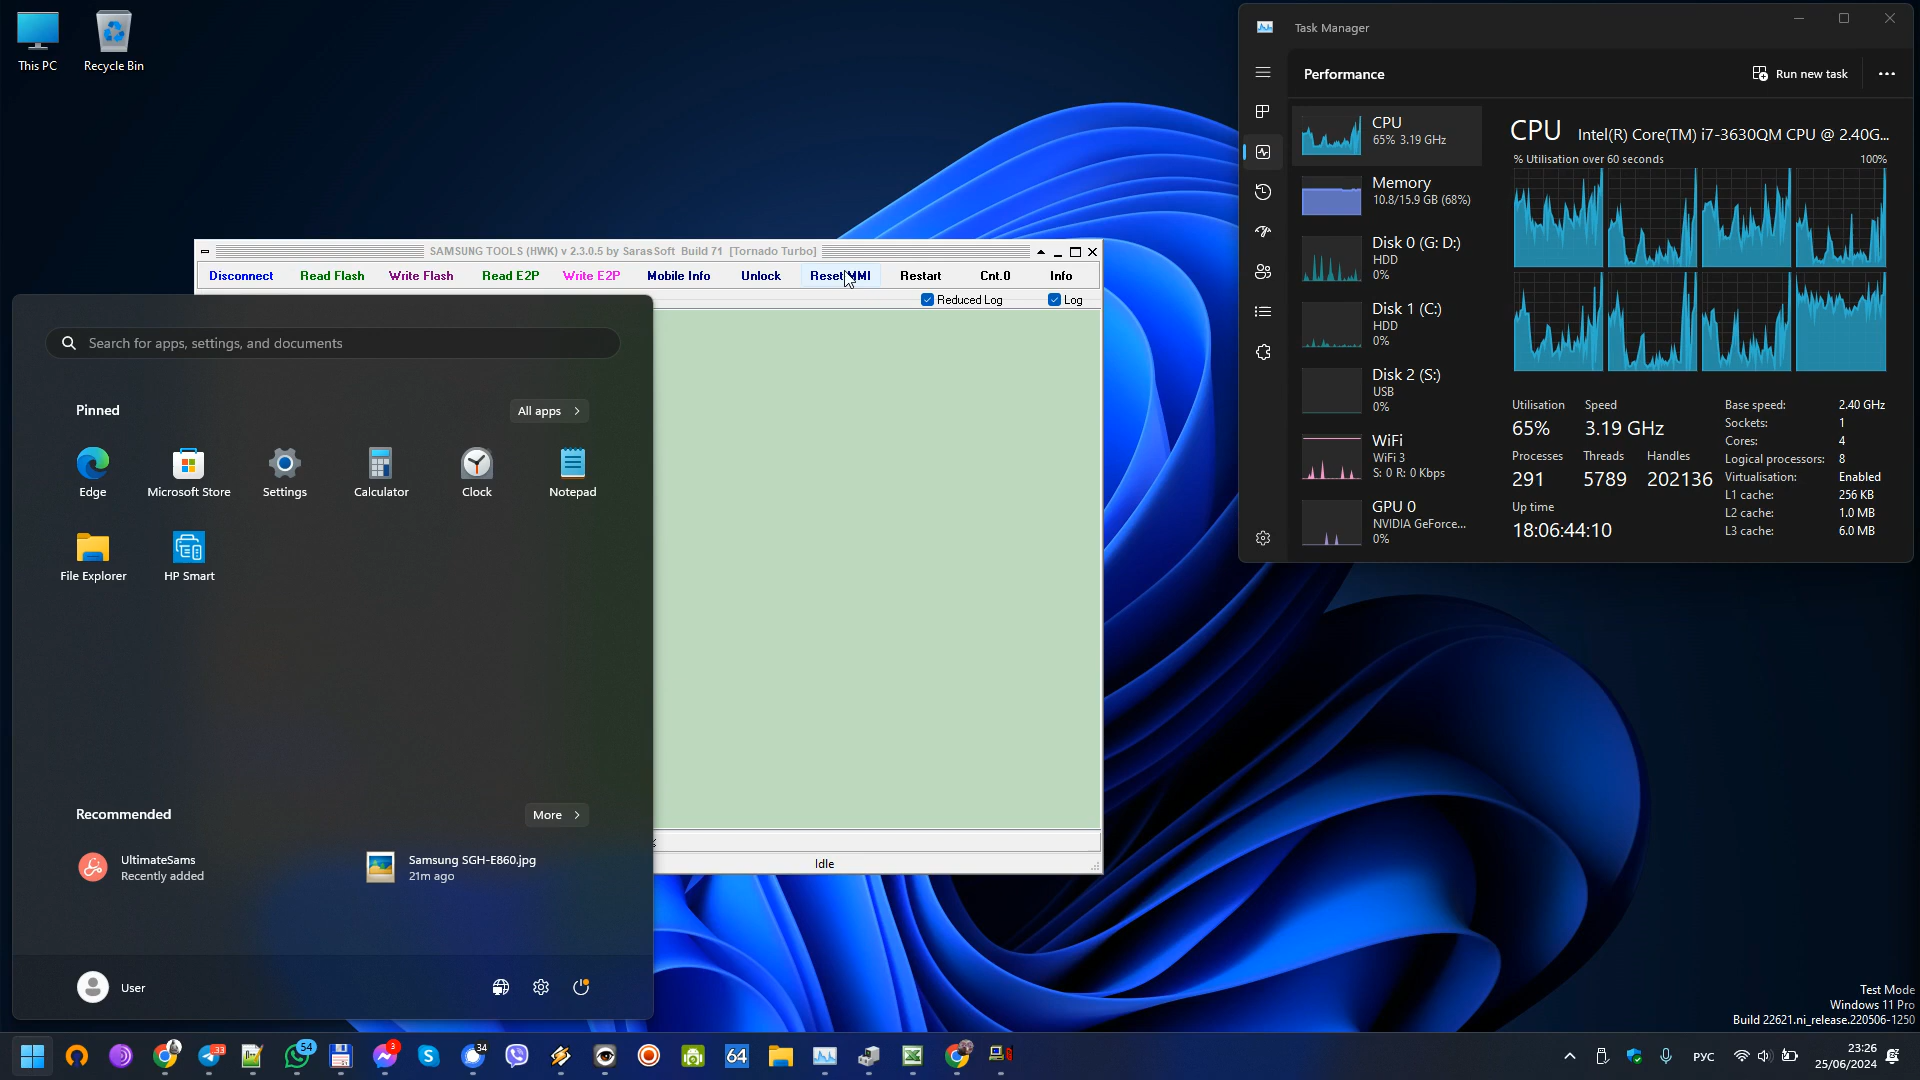 This PC
Recycle Bin
SAMSUNG TOOLS (HWK) v 2.3.0.5 by SarasSoft Build 71 [Tornado Turbo]
Disconnect Read Flash Write Flash Read E2P Write E2P Mobile Info Unlock Reset MMI Restart Cnt.0 Info
Reduced Log Log
Idle
Search for apps, settings, and documents
Pinned
All apps
Edge
Microsoft Store
Settings
Calculator
Clock
Notepad
File Explorer
HP Smart
Recommended
More
UltimateSams
Recently added
Samsung SGH-E860.jpg
21m ago
User
Task Manager
Performance
Run new task
CPU
65% 3.19 GHz
Memory
10.8/15.9 GB (68%)
Disk 0 (G: D:)
HDD
0%
Disk 1 (C:)
HDD
0%
Disk 2 (S:)
USB
0%
WiFi
WiFi 3
S: 0 R: 0 Kbps
GPU 0
NVIDIA GeForce...
0%
CPU Intel(R) Core(TM) i7-3630QM CPU @ 2.40G...
% Utilisation over 60 seconds 100%
Utilisation Speed
65% 3.19 GHz
Processes Threads Handles
291 5789 202136
Up time
18:06:44:10
Base speed: 2.40 GHz
Sockets: 1
Cores: 4
Logical processors: 8
Virtualisation: Enabled
L1 cache: 256 KB
L2 cache: 1.0 MB
L3 cache: 6.0 MB
Test Mode
Windows 11 Pro
Build 22621.ni_release.220506-1250
33
54
3
34
64
РУС
23:26
25/06/2024